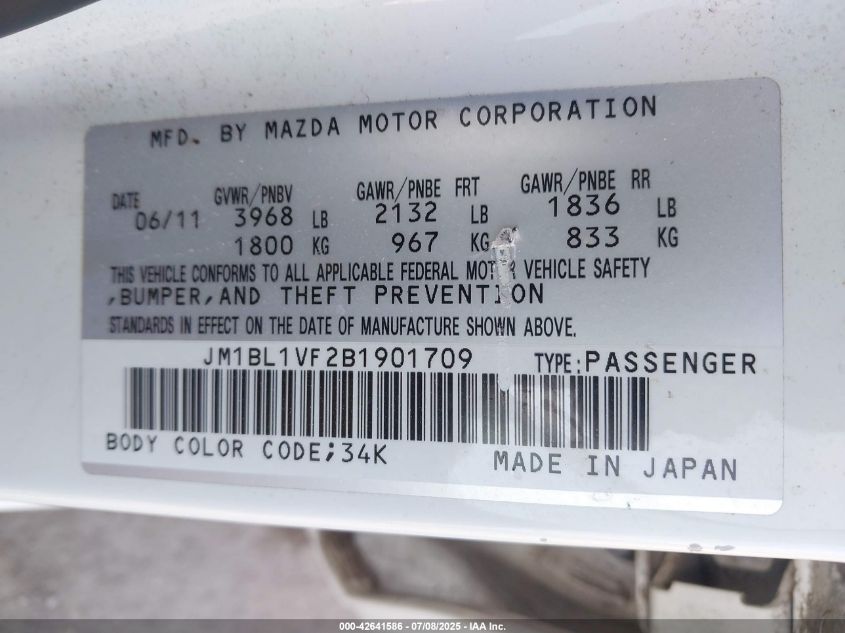 MFD. BY MAZDA MOTOR CORPORATION
DATE GVWR/PNBV GAWR/PNBE FRT GAWR/PNBE RR
06/11 3968 LB 2132 LB 1836 LB
1800 KG 967 KG 833 KG
THIS VEHICLE CONFORMS TO ALL APPLICABLE FEDERAL MOTOR VEHICLE SAFETY
,BUMPER,AND THEFT PREVENTION
STANDARDS IN EFFECT ON THE DATE OF MANUFACTURE SHOWN ABOVE.
JM1BL1VF2B1901709 TYPE:PASSENGER
BODY COLOR CODE;34K
MADE IN JAPAN
000-42641586 - 07/08/2025 - IAA Inc.